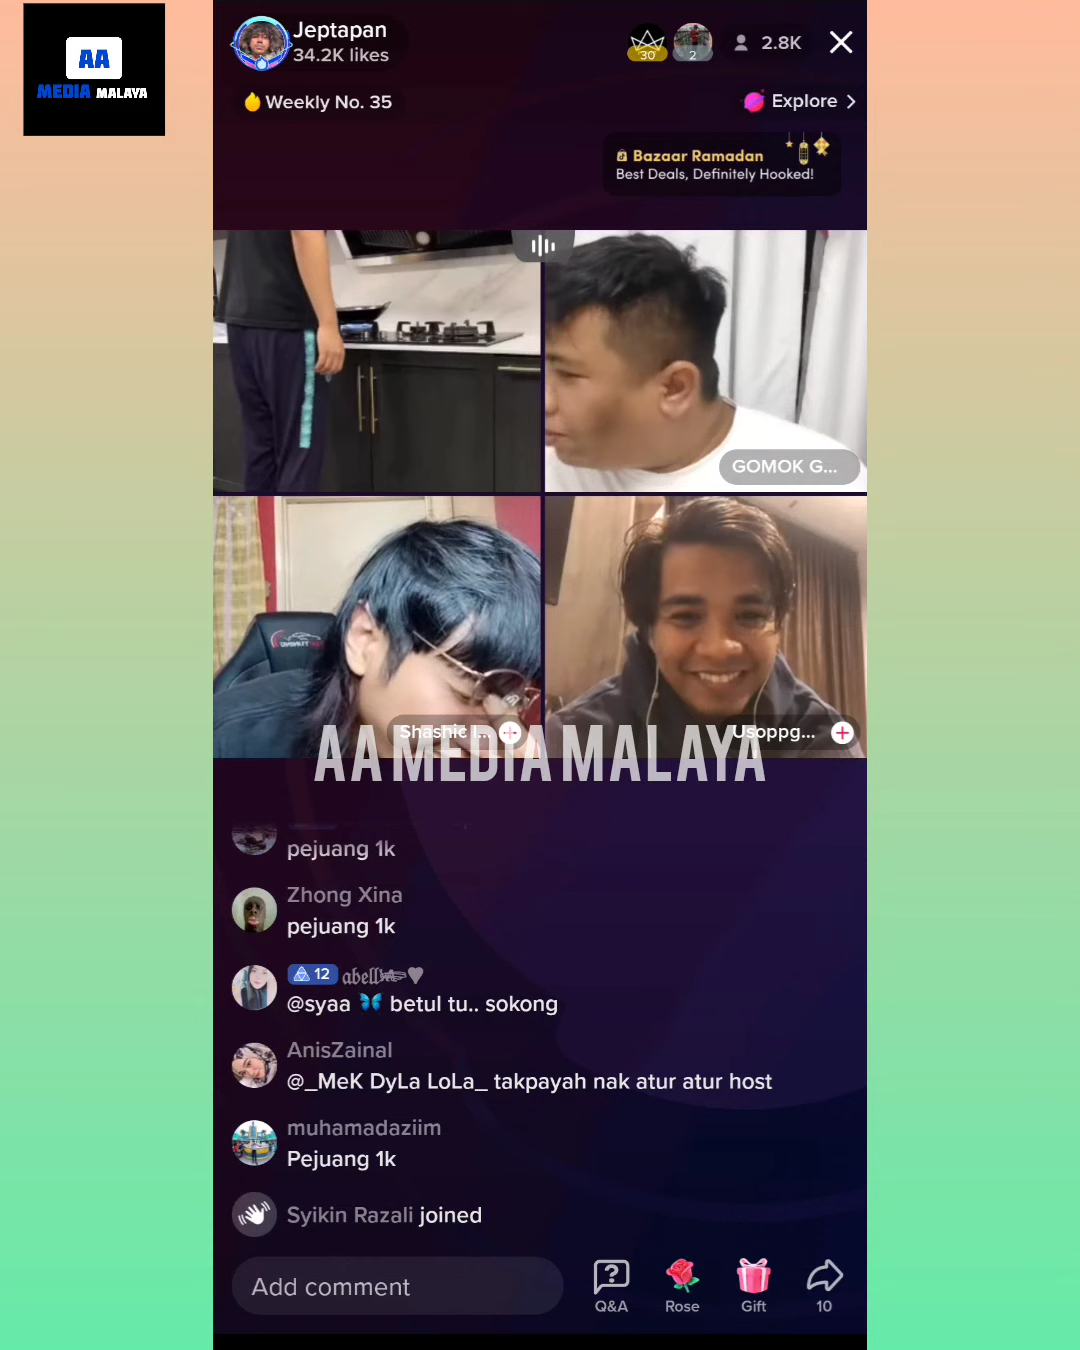 AA
MEDIA MALAYA
Jeptapan
34.2K likes
30
2
2.8K
Weekly No. 35
Explore
Bazaar Ramadan
Best Deals, Definitely Hooked!
GOMOK G...
Shashic I...
Usoppg...
AA MEDIA MALAYA
pejuang 1k
Zhong Xina
pejuang 1k
12 abell
@syaa 🦋 betul tu.. sokong
AnisZainal
@_MeK DyLa LoLa_ takpayah nak atur atur host
muhamadaziim
Pejuang 1k
Syikin Razali joined
Add comment
Q&A
Rose
Gift
10